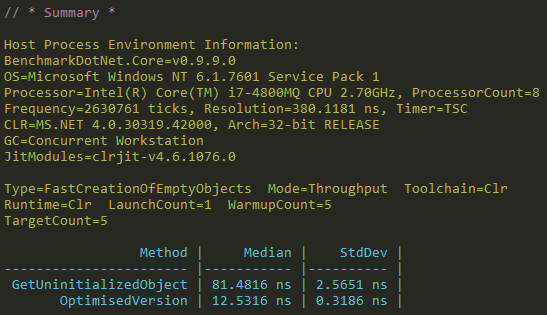 // * Summary *
Host Process Environment Information:
BenchmarkDotNet.Core=v0.9.9.0
OS=Microsoft Windows NT 6.1.7601 Service Pack 1
Processor=Intel(R) Core(TM) i7-4800MQ CPU 2.70GHz, ProcessorCount=8
Frequency=2630761 ticks, Resolution=380.1181 ns, Timer=TSC
CLR=MS.NET 4.0.30319.42000, Arch=32-bit RELEASE
GC=Concurrent Workstation
JitModules=clrjit-v4.6.1076.0
Type=FastCreationOfEmptyObjects  Mode=Throughput  Toolchain=Clr
Runtime=Clr  LaunchCount=1  WarmupCount=5
TargetCount=5
Method | Median | StdDev |
------------------------ |----------- |---------- |
GetUninitializedObject | 81.4816 ns | 2.5651 ns |
OptimisedVersion | 12.5316 ns | 0.3186 ns |